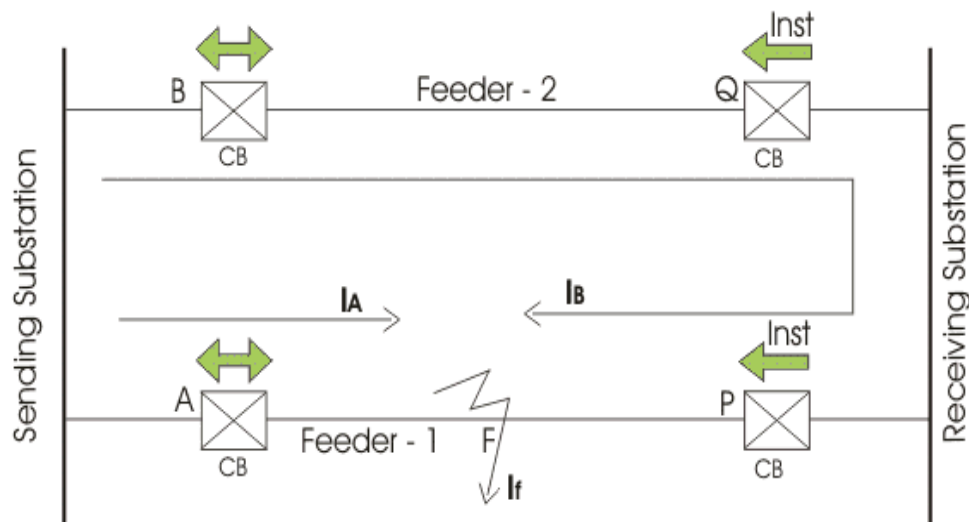 Inst
Inst
B
Feeder - 2
Q
CB
CB
Sending Substation
Receiving Substation
IA
IB
A
P
CB
Feeder - 1
F
CB
If